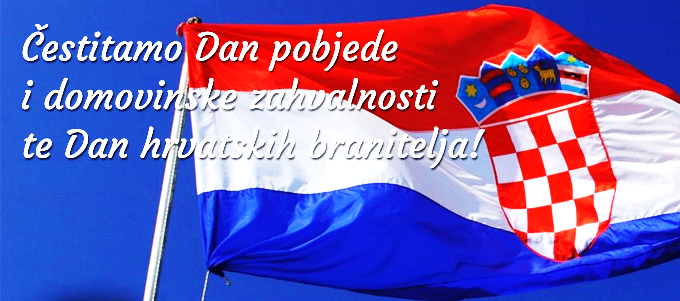 Čestitamo Dan pobjede
i domovinske zahvalnosti
te Dan hrvatskih branitelja!